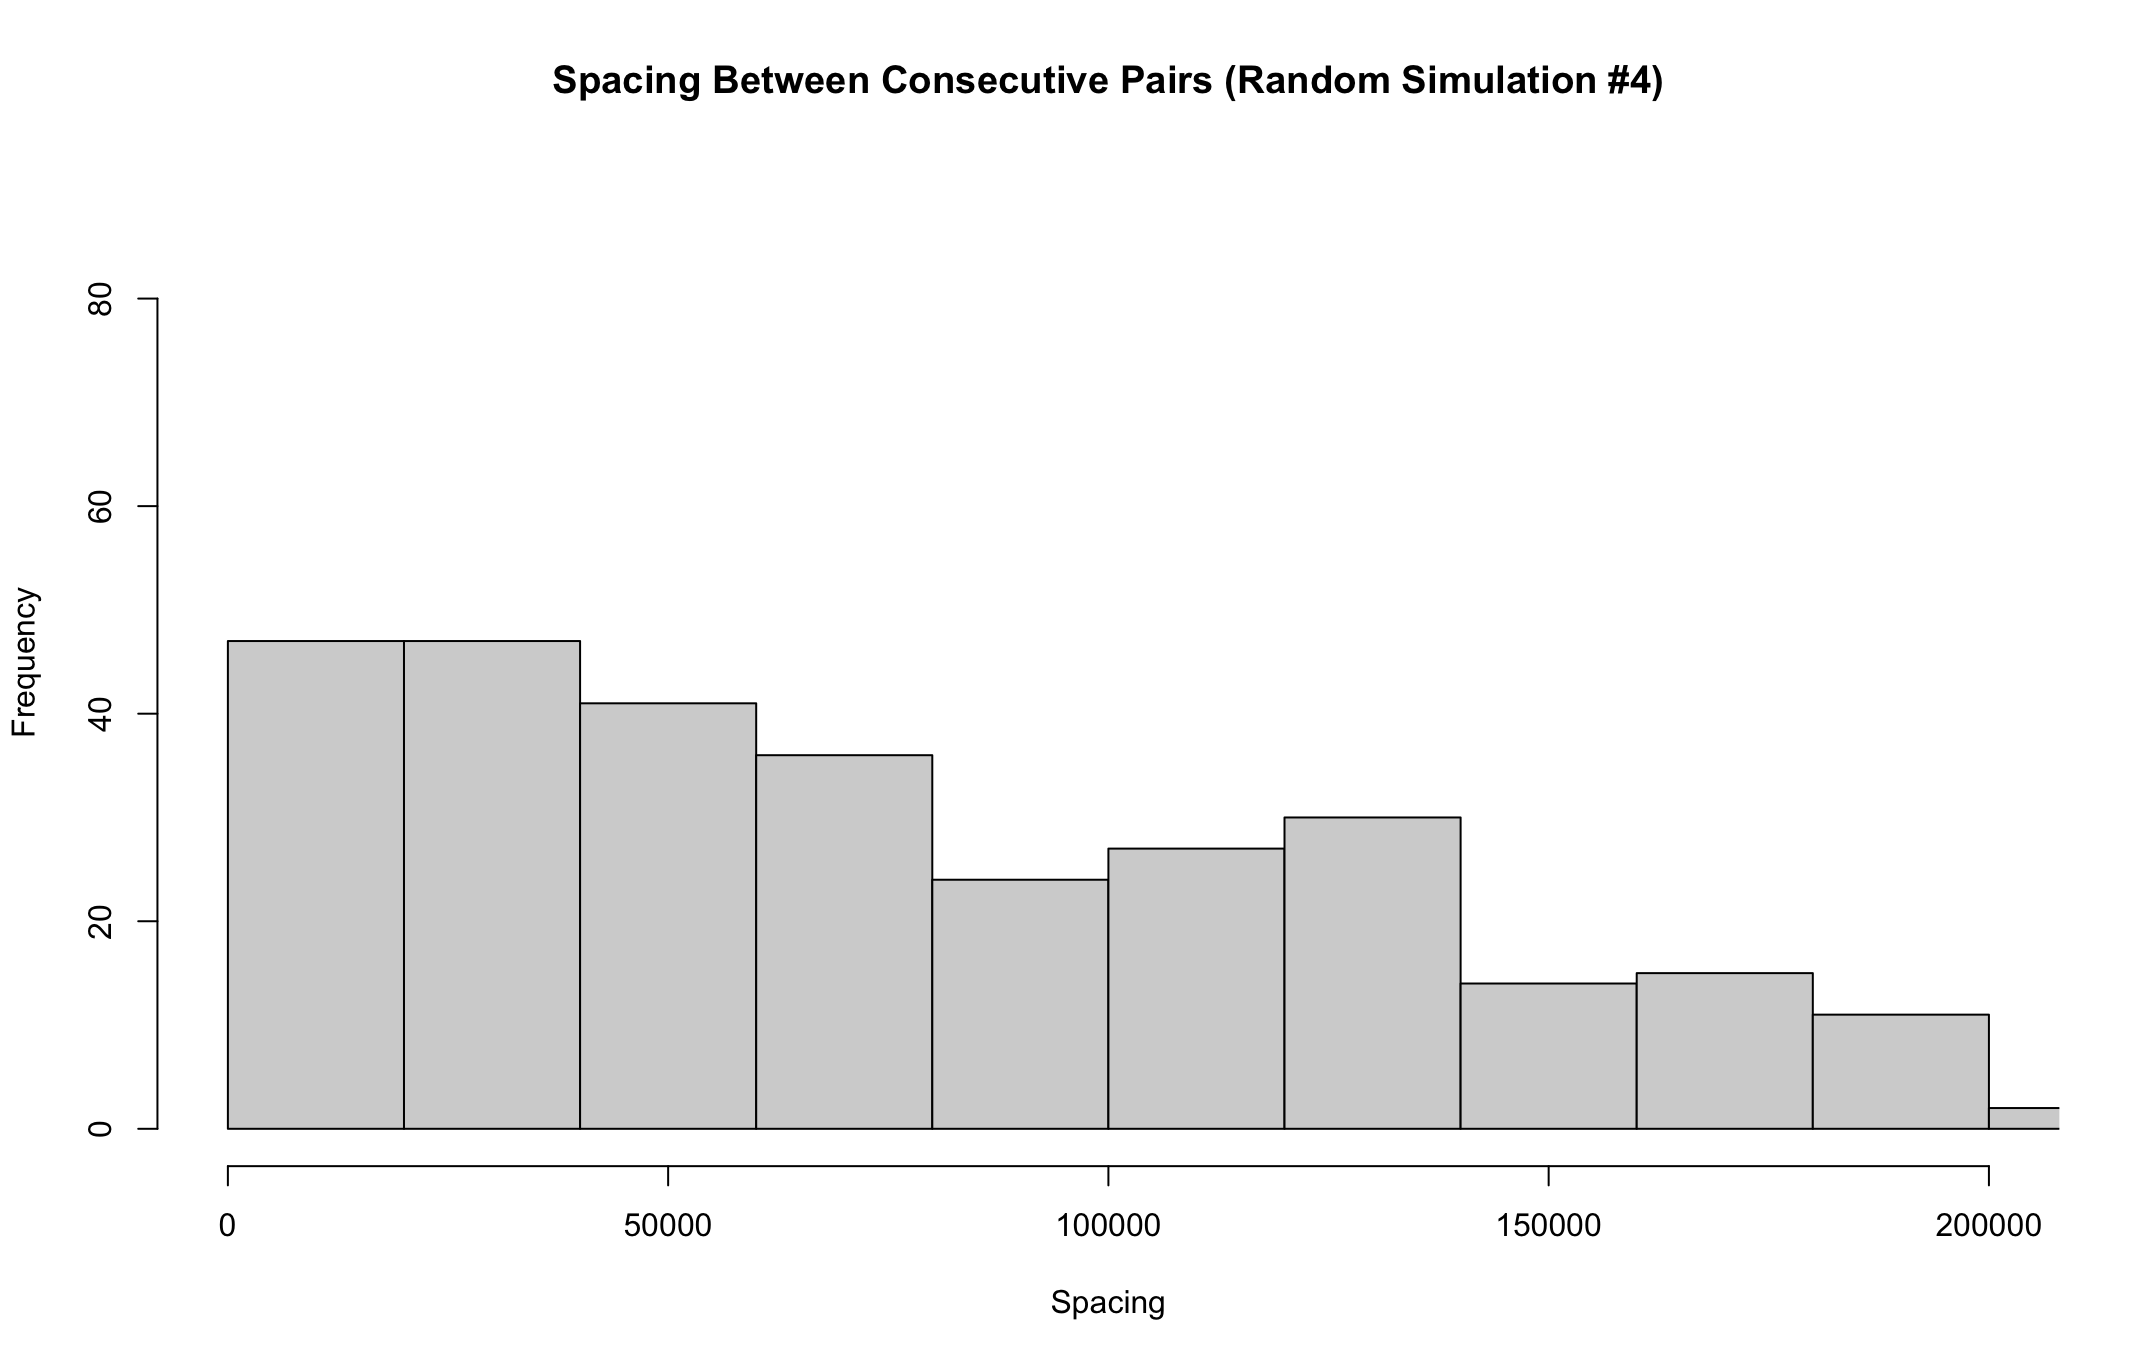 Spacing Between Consecutive Pairs (Random Simulation #4)
Frequency
80
60
40
20
0
0 50000 100000 150000 200000
Spacing